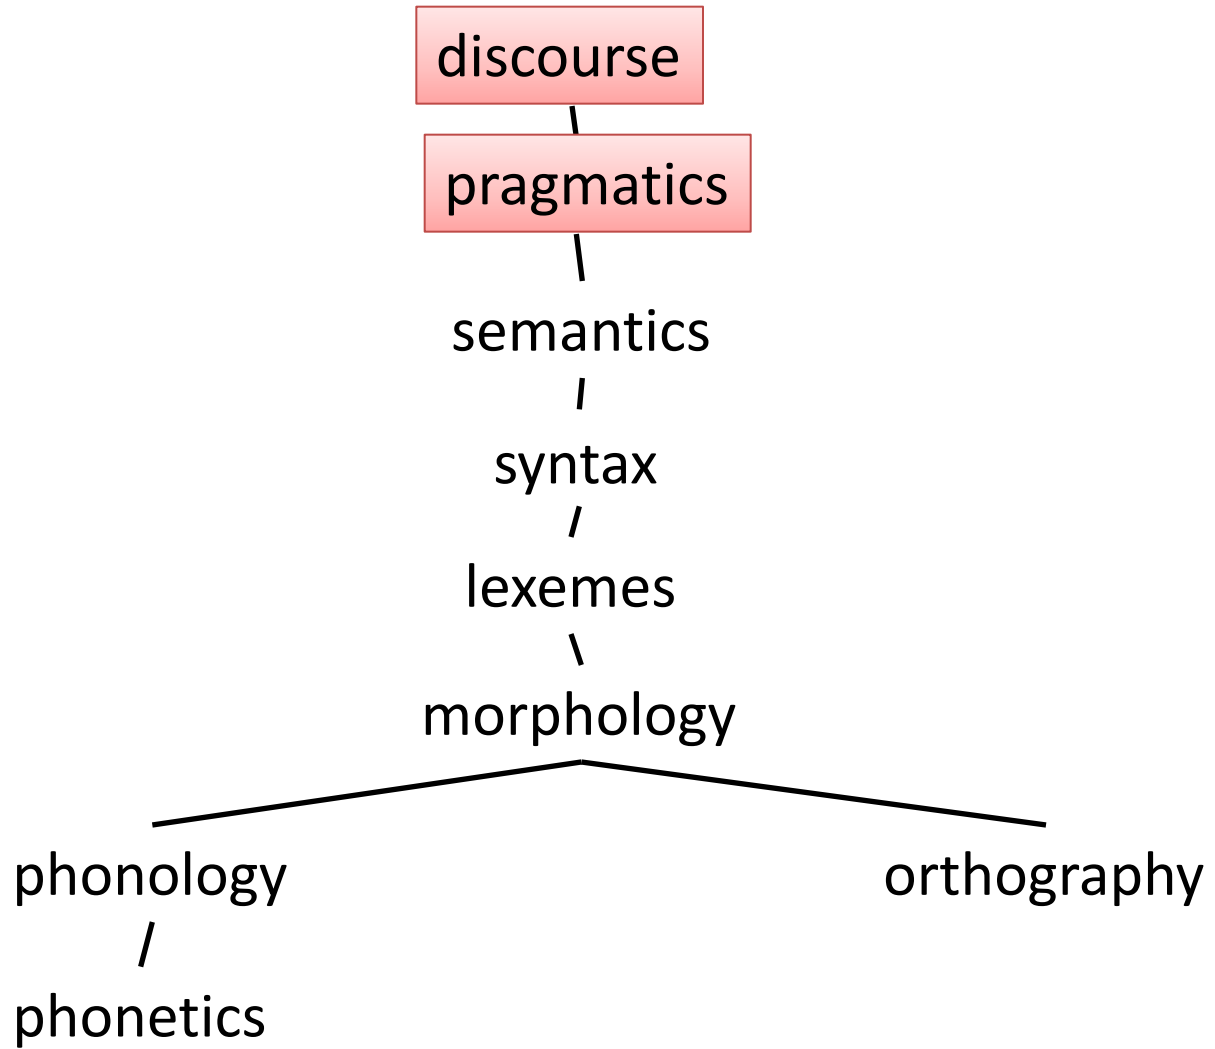 discourse
pragmatics
semantics
syntax
lexemes
morphology
phonology
orthography
phonetics